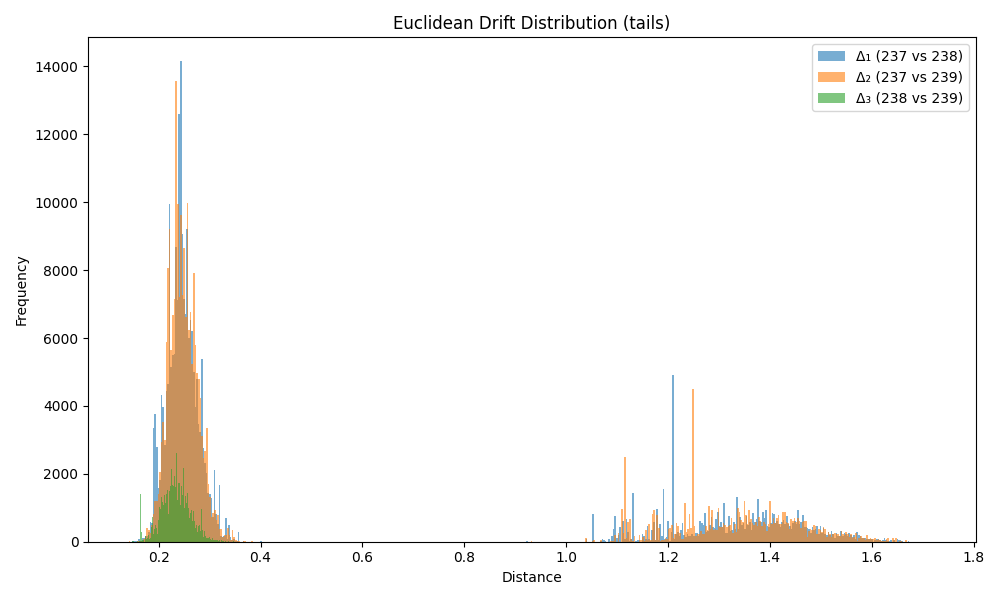 Euclidean Drift Distribution (tails)
Δ₁ (237 vs 238)
Δ₂ (237 vs 239)
Δ₃ (238 vs 239)
Frequency
14000
12000
10000
8000
6000
4000
2000
0
0.2 0.4 0.6 0.8 1.0 1.2 1.4 1.6 1.8
Distance